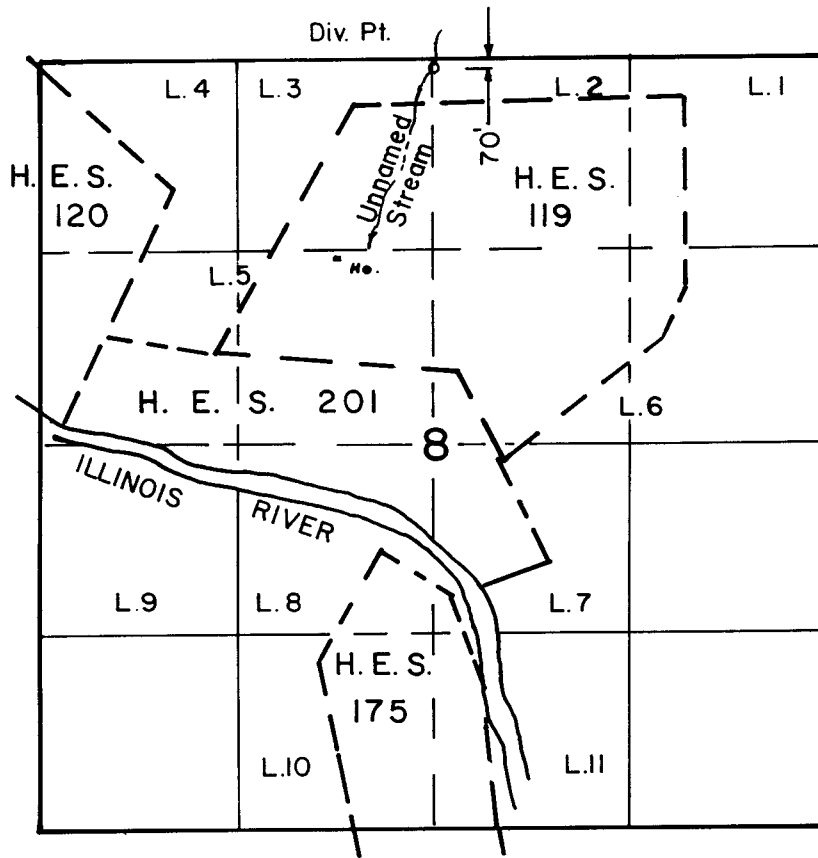 Div. Pt.
L.4
L.3
L.2
L.1
70'
Unnamed
Stream
H. E. S.
120
H. E. S.
119
L.5
" Ho.
H. E. S. 201
L.6
8
ILLINOIS RIVER
L.9
L.8
L.7
H. E. S.
175
L.10
L.11